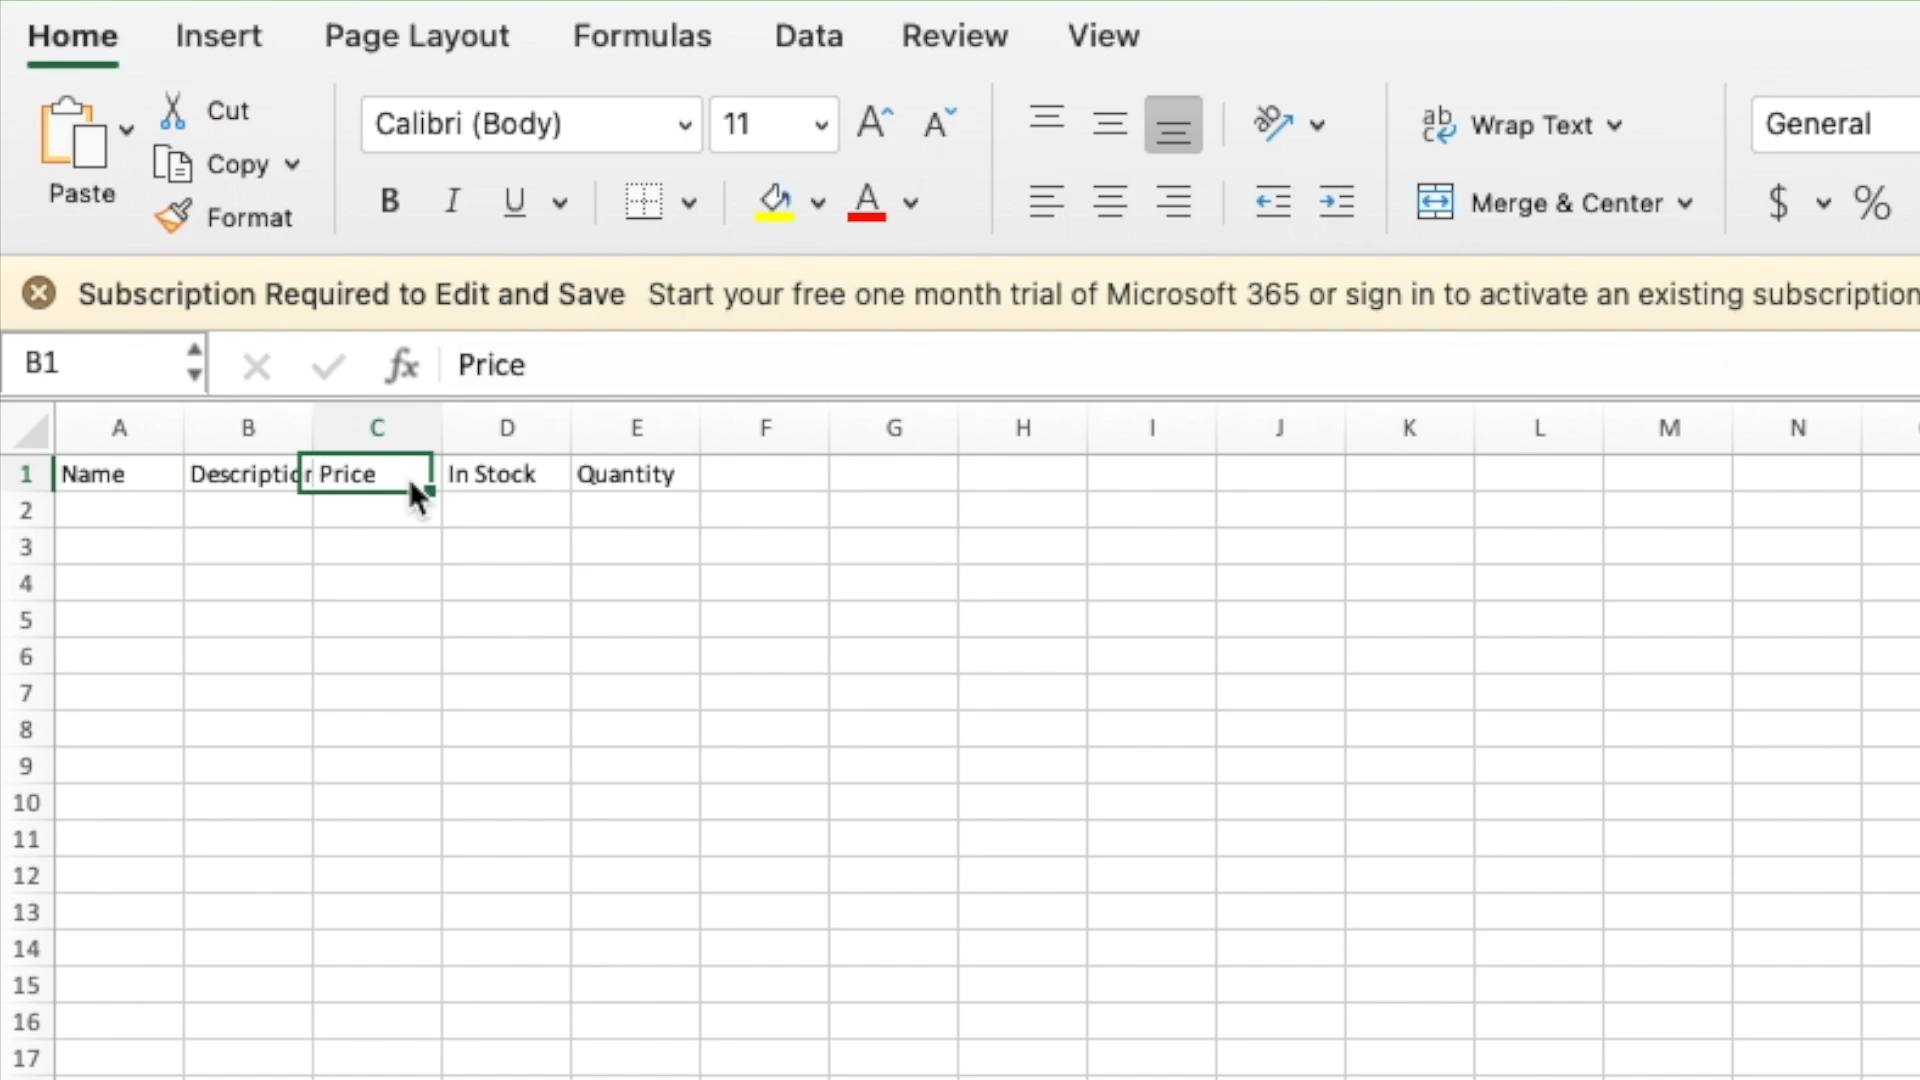 Home Insert Page Layout Formulas Data Review View
Cut
Calibri (Body) 11
Wrap Text
General
Copy
Paste
B I U A
Merge & Center
$ %
Format
Subscription Required to Edit and Save Start your free one month trial of Microsoft 365 or sign in to activate an existing subscription
B1 fx Price
A B C D E F G H I J K L M N
1 Name Description Price In Stock Quantity
2
3
4
5
6
7
8
9
10
11
12
13
14
15
16
17